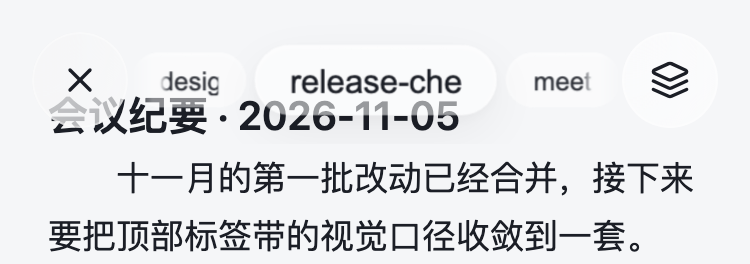 desig release-che meet
会议纪要 · 2026-11-05
十一月的第一批改动已经合并，接下来
要把顶部标签带的视觉口径收敛到一套。